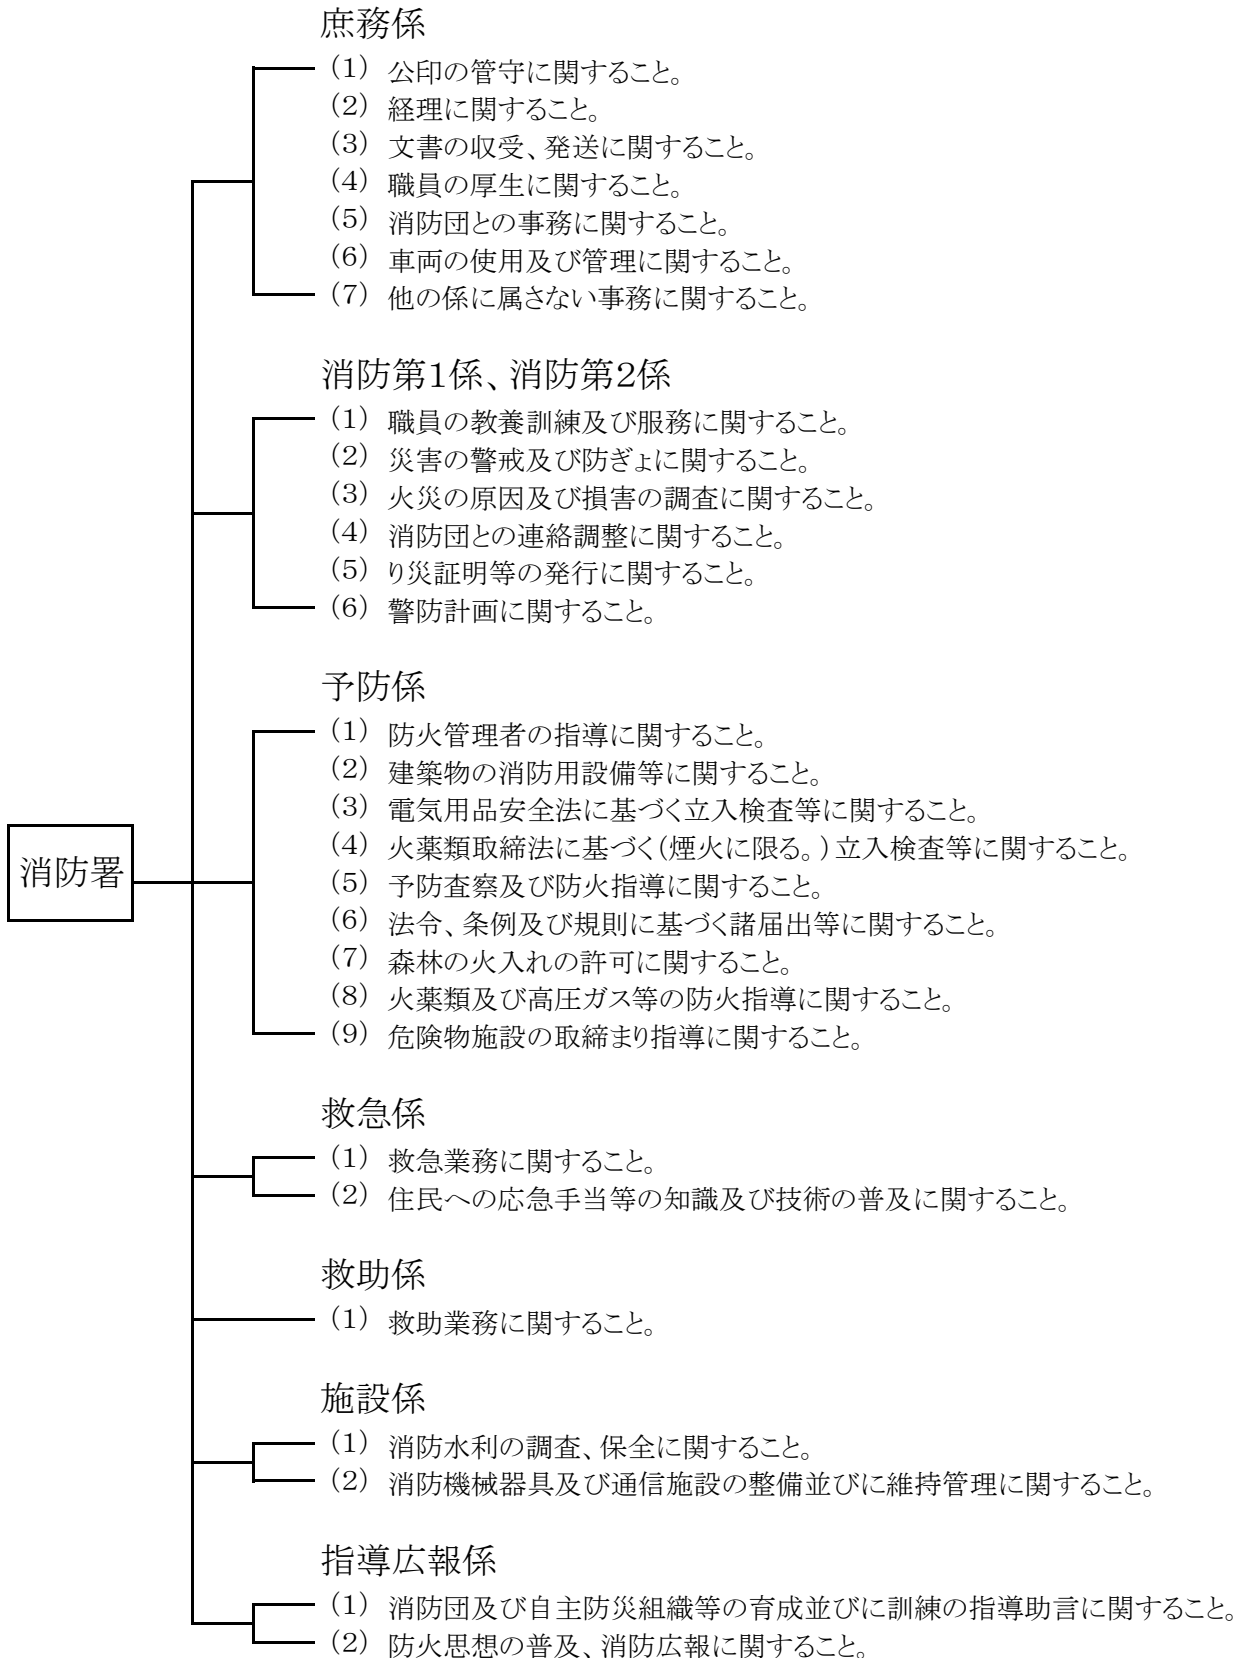 庶務係
(1) 公印の管守に関すること。
(2) 経理に関すること。
(3) 文書の収受、発送に関すること。
(4) 職員の厚生に関すること。
(5) 消防団との事務に関すること。
(6) 車両の使用及び管理に関すること。
(7) 他の係に属さない事務に関すること。
消防第1係、消防第2係
(1) 職員の教養訓練及び服務に関すること。
(2) 災害の警戒及び防ぎょに関すること。
(3) 火災の原因及び損害の調査に関すること。
(4) 消防団との連絡調整に関すること。
(5) り災証明等の発行に関すること。
(6) 警防計画に関すること。
予防係
(1) 防火管理者の指導に関すること。
(2) 建築物の消防用設備等に関すること。
(3) 電気用品安全法に基づく立入検査等に関すること。
(4) 火薬類取締法に基づく(煙火に限る。)立入検査等に関すること。
消防署
(5) 予防査察及び防火指導に関すること。
(6) 法令、条例及び規則に基づく諸届出等に関すること。
(7) 森林の火入れの許可に関すること。
(8) 火薬類及び高圧ガス等の防火指導に関すること。
(9) 危険物施設の取締まり指導に関すること。
救急係
(1) 救急業務に関すること。
(2) 住民への応急手当等の知識及び技術の普及に関すること。
救助係
(1) 救助業務に関すること。
施設係
(1) 消防水利の調査、保全に関すること。
(2) 消防機械器具及び通信施設の整備並びに維持管理に関すること。
指導広報係
(1) 消防団及び自主防災組織等の育成並びに訓練の指導助言に関すること。
(2) 防火思想の普及、消防広報に関すること。